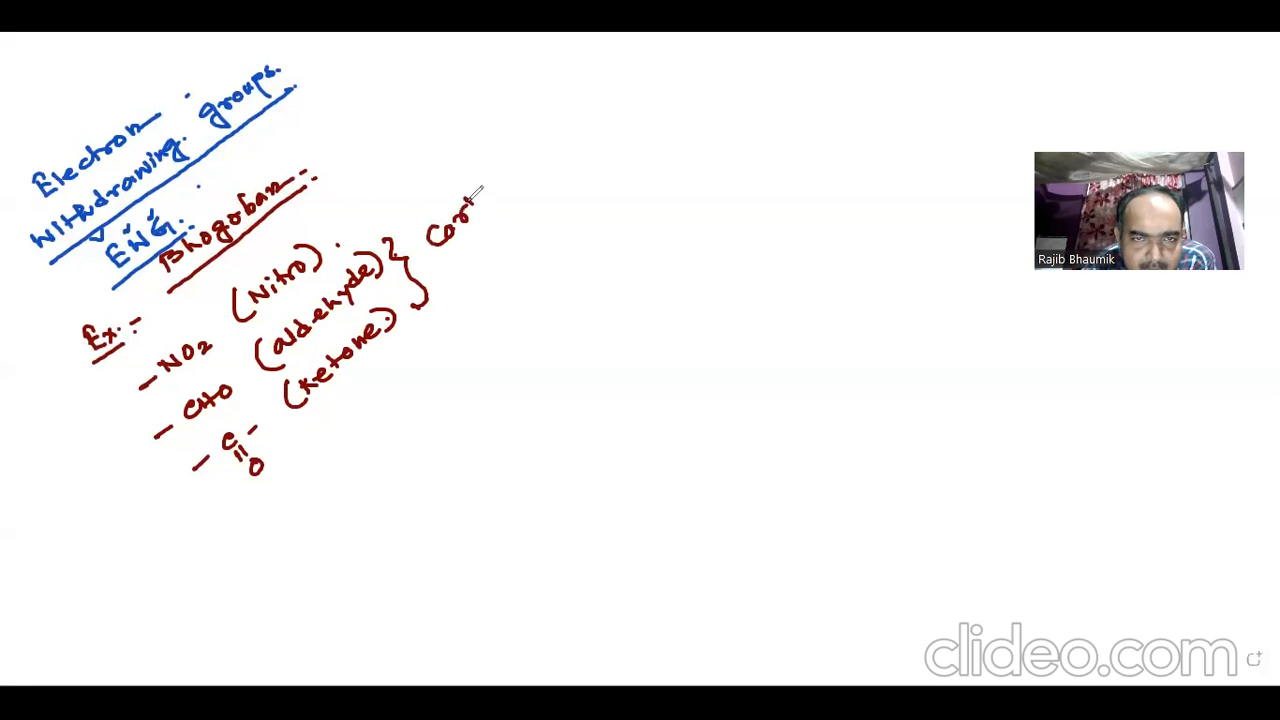 Electron
withdrawing groups.
EWG:
Bhogoban :-
Ex. :-
- NO2 (Nitro).
- CHO (aldehyde) }
- C - (Ketone.)
|| 
O
Rajib Bhaumik
clideo.com